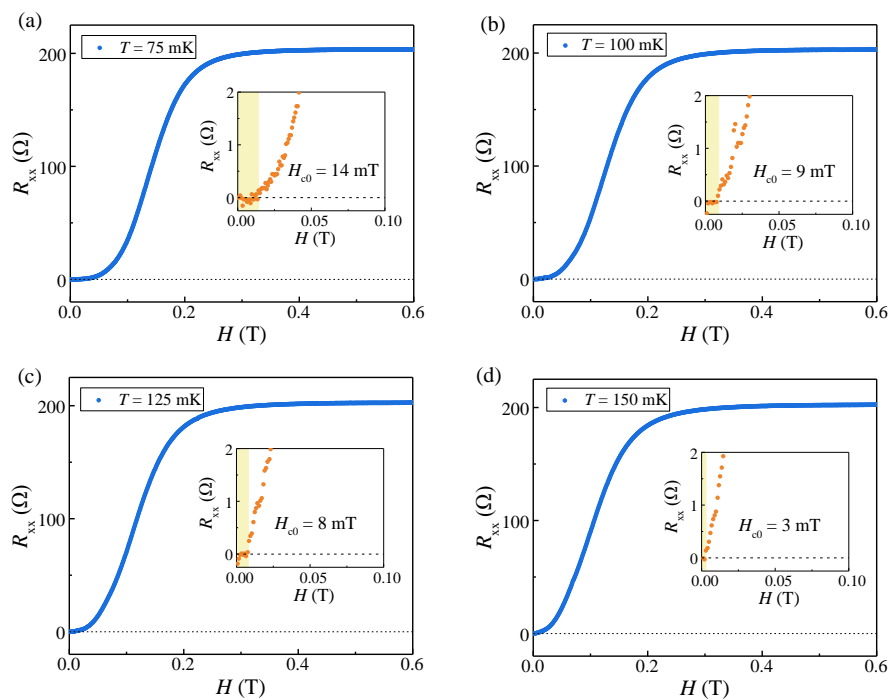 (a)
T = 75 mK
200
100
0
R_xx (Ω)
0.0 0.2 0.4 0.6
H (T)
2
1
0
R_xx (Ω)
H_c0 = 14 mT
0.00 0.05 0.10
H (T)
(b)
T = 100 mK
200
100
0
R_xx (Ω)
0.0 0.2 0.4 0.6
H (T)
2
1
0
R_xx (Ω)
H_c0 = 9 mT
0.00 0.05 0.10
H (T)
(c)
T = 125 mK
200
100
0
R_xx (Ω)
0.0 0.2 0.4 0.6
H (T)
2
1
0
R_xx (Ω)
H_c0 = 8 mT
0.00 0.05 0.10
H (T)
(d)
T = 150 mK
200
100
0
R_xx (Ω)
0.0 0.2 0.4 0.6
H (T)
2
1
0
R_xx (Ω)
H_c0 = 3 mT
0.00 0.05 0.10
H (T)